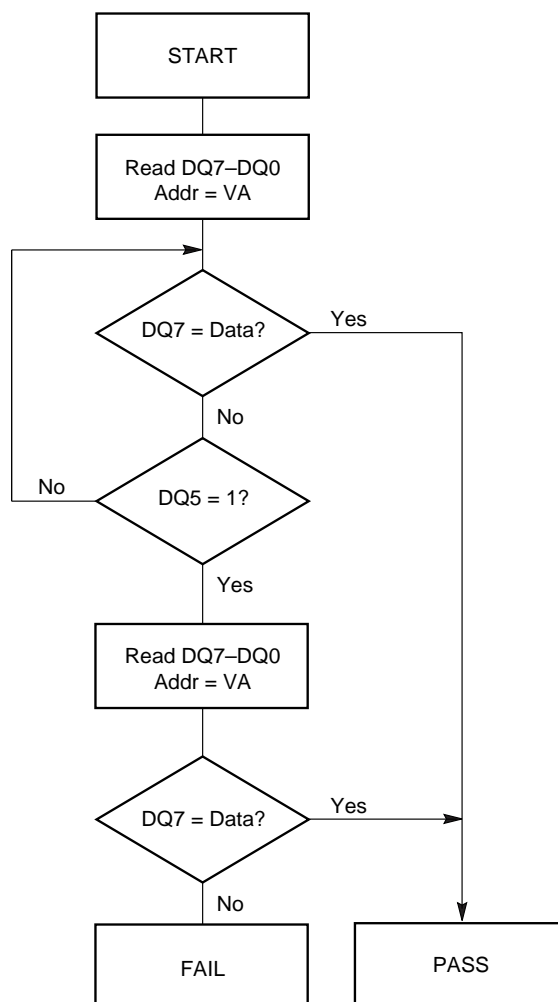 START
Read DQ7–DQ0
Addr = VA
DQ7 = Data?
Yes
No
No
DQ5 = 1?
Yes
Read DQ7–DQ0
Addr = VA
DQ7 = Data?
Yes
No
FAIL
PASS